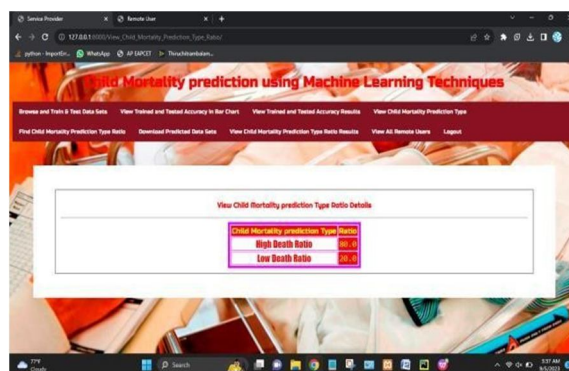 Service Provider
Remote User
127.0.0.1:8000/View_Child_Mortality_Prediction_Type_Ratio/
python - ImportErr...
WhatsApp
AP EAPCET
Thiruchitrambalam...
Child Mortality prediction using Machine Learning Techniques
Browse and Train & Test Data Sets
View Trained and Tested Accuracy in Bar Chart
View Trained and Tested Accuracy Results
View Child Mortality Prediction Type
Find Child Mortality Prediction Type Ratio
Download Predicted Data Sets
View Child Mortality Prediction Type Ratio Results
View All Remote Users
Logout
View Child Mortality prediction Type Ratio Details
Child Mortality prediction Type Ratio
High Death Ratio 80.0
Low Death Ratio 20.0
77°F
Cloudy
Search
3:37 AM
9/5/2023